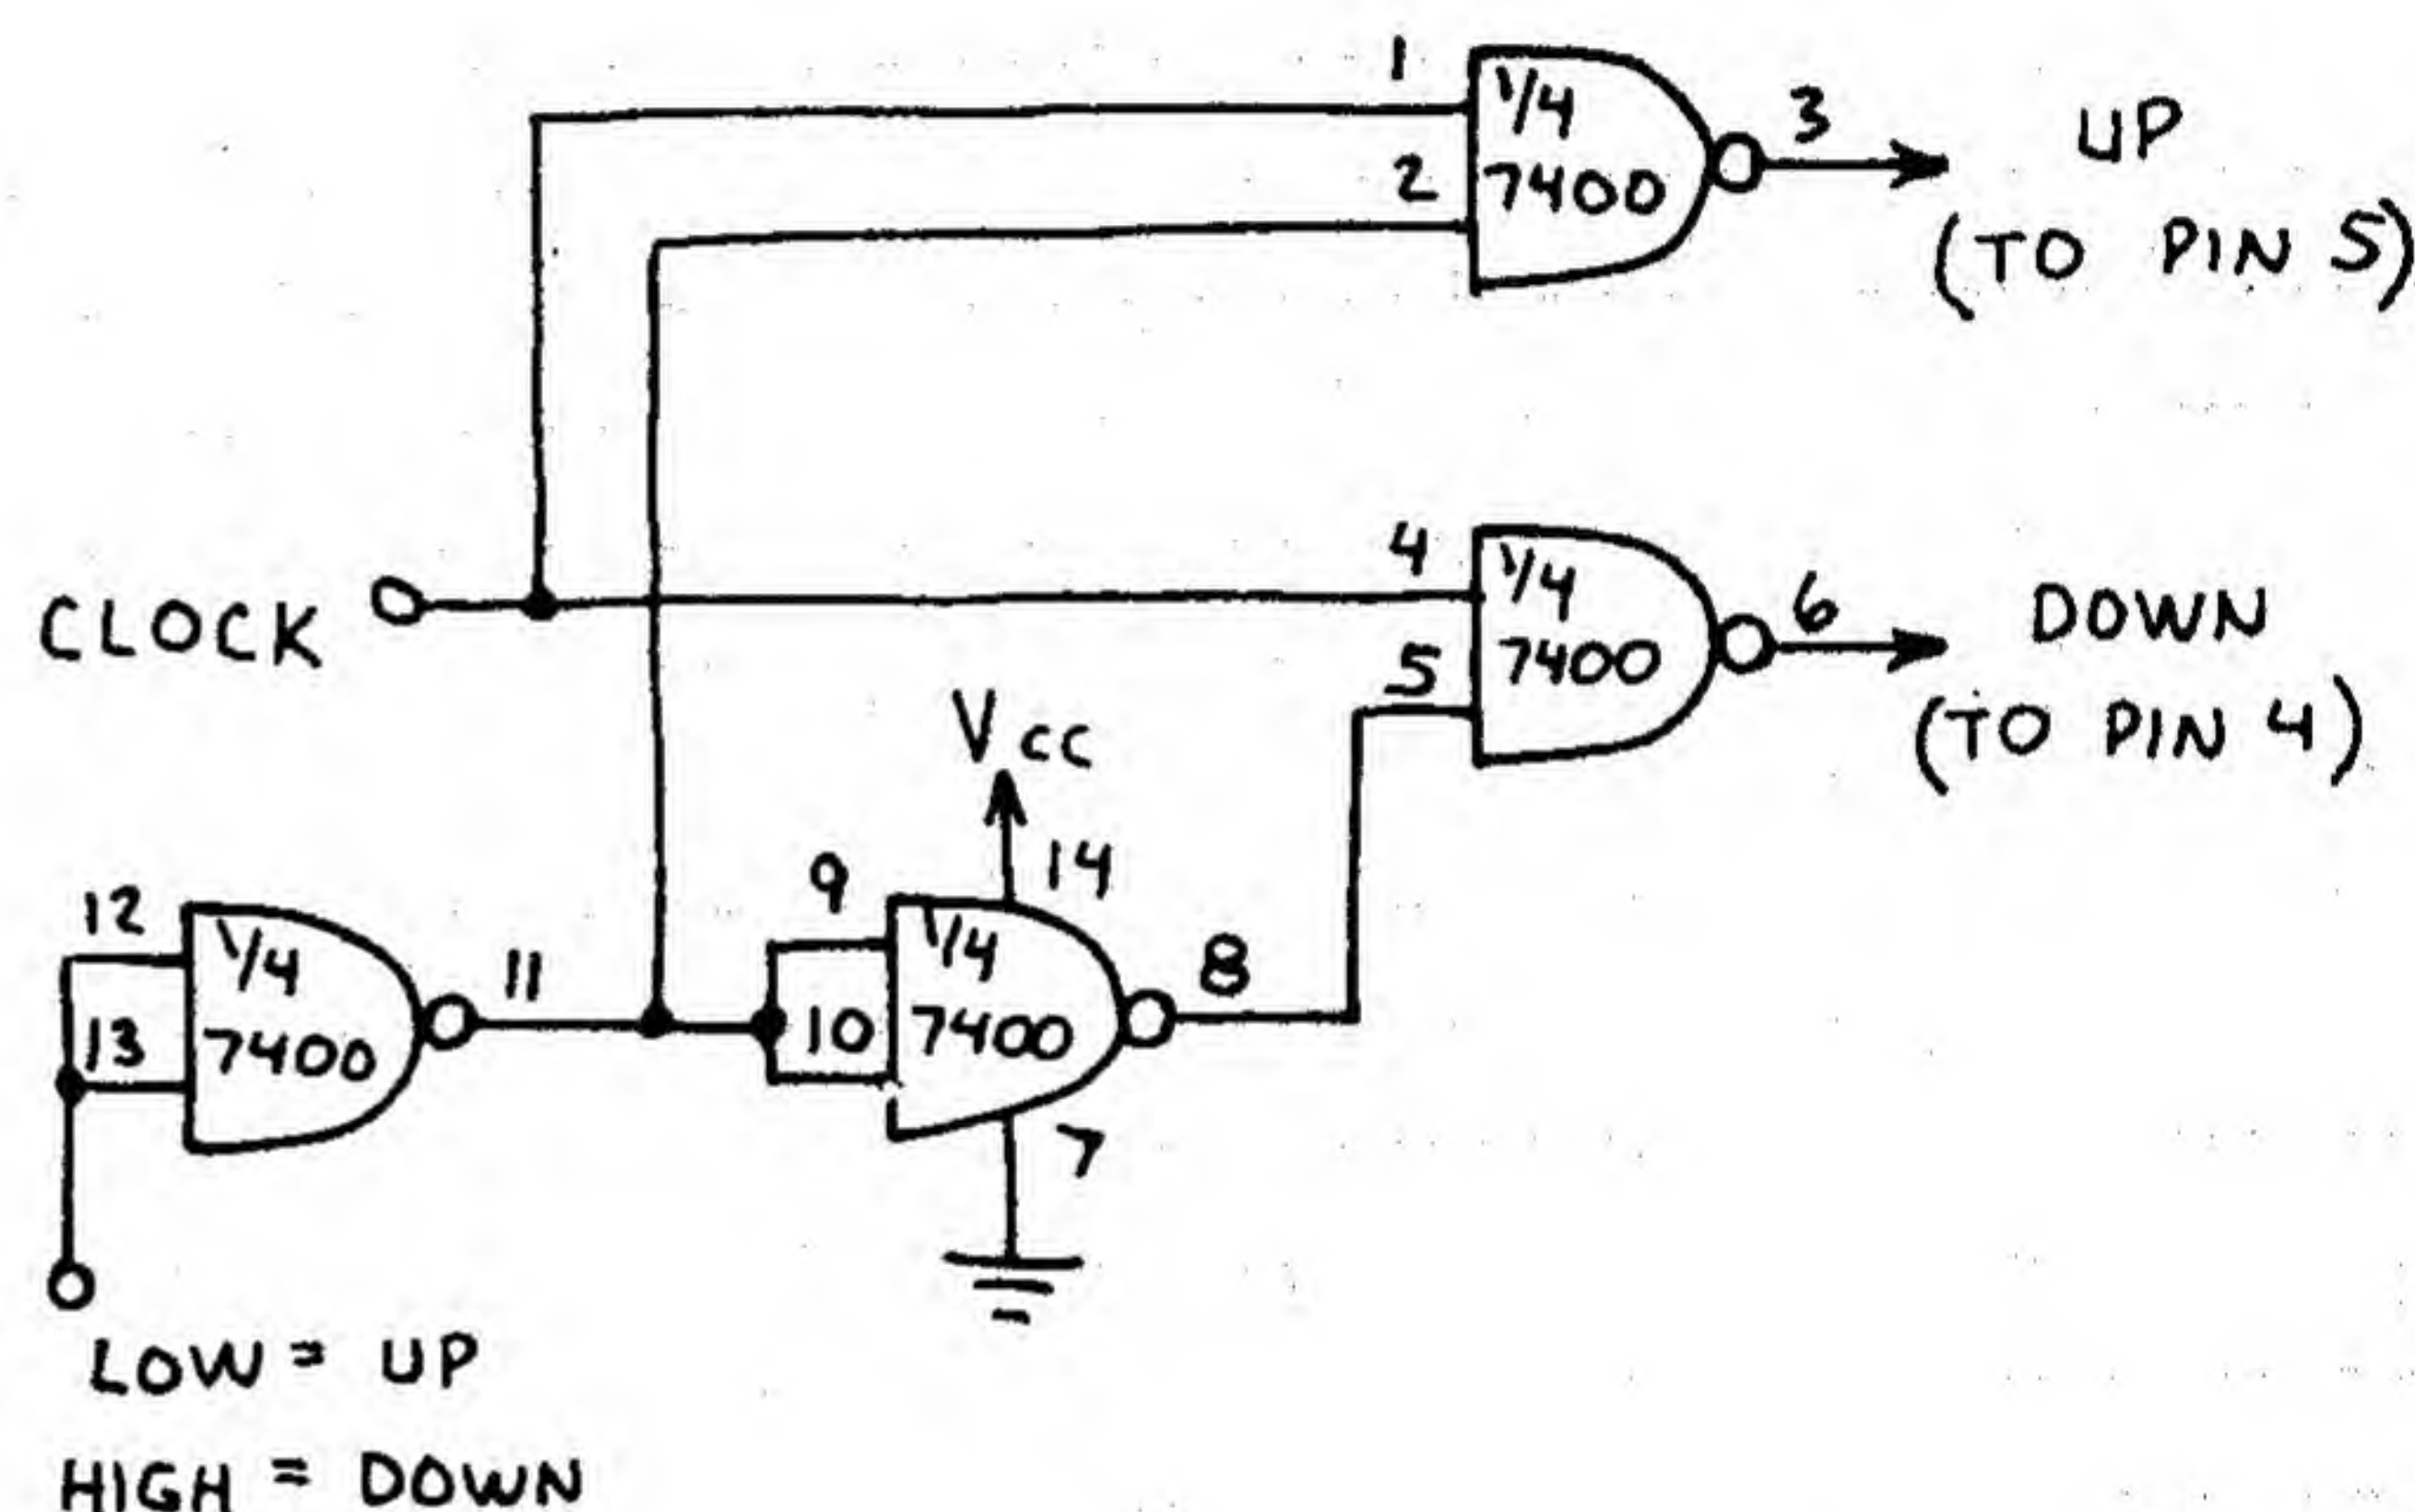 1
1/4
7400
2
3
UP
(TO PIN 5)
CLOCK
4
1/4
7400
5
6
DOWN
(TO PIN 4)
Vcc
14
12
1/4
7400
13
11
9
1/4
7400
10
8
7
LOW = UP
HIGH = DOWN